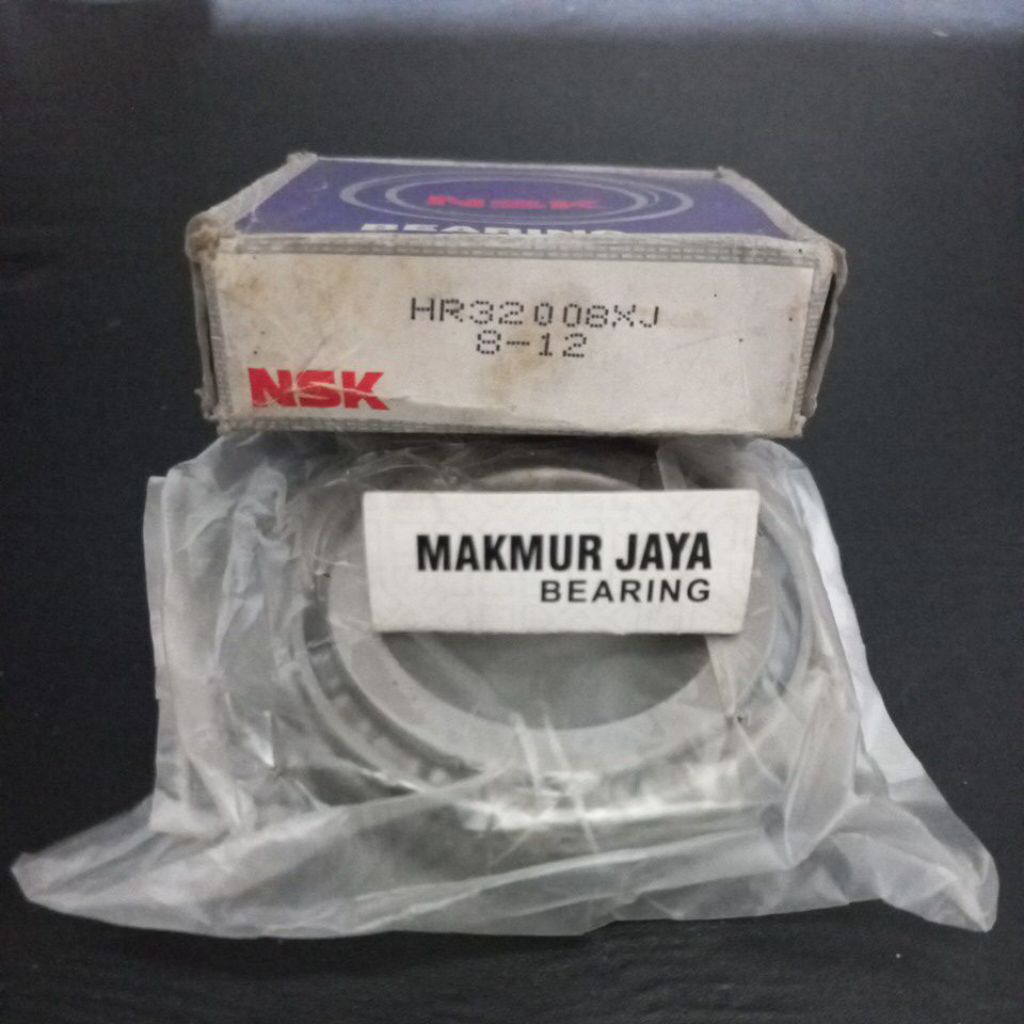 NSK
BEARING
HR32008XJ
8-12
NSK
MAKMUR JAYA
BEARING